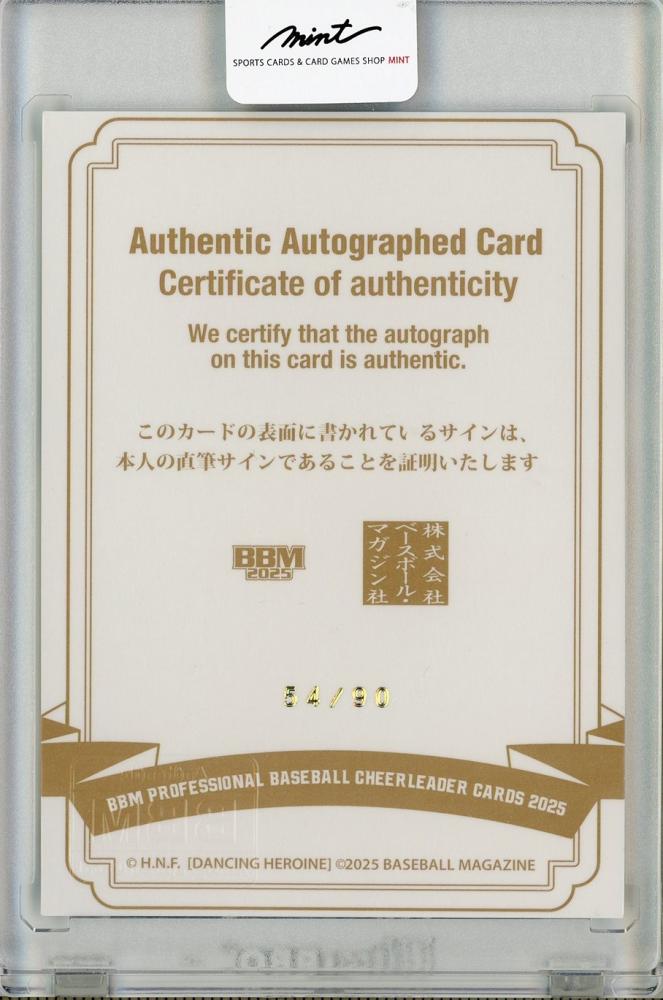 mint
SPORTS CARDS & CARD GAMES SHOP MINT
Authentic Autographed Card
Certificate of authenticity
We certify that the autograph
on this card is authentic.
このカードの表面に書かれているサインは、
本人の直筆サインであることを証明いたします
BBM
2025
株式会社
ベースボール・
マガジン社
54/90
BBM PROFESSIONAL BASEBALL CHEERLEADER CARDS 2025
© H.N.F. [DANCING HEROINE] ©2025 BASEBALL MAGAZINE